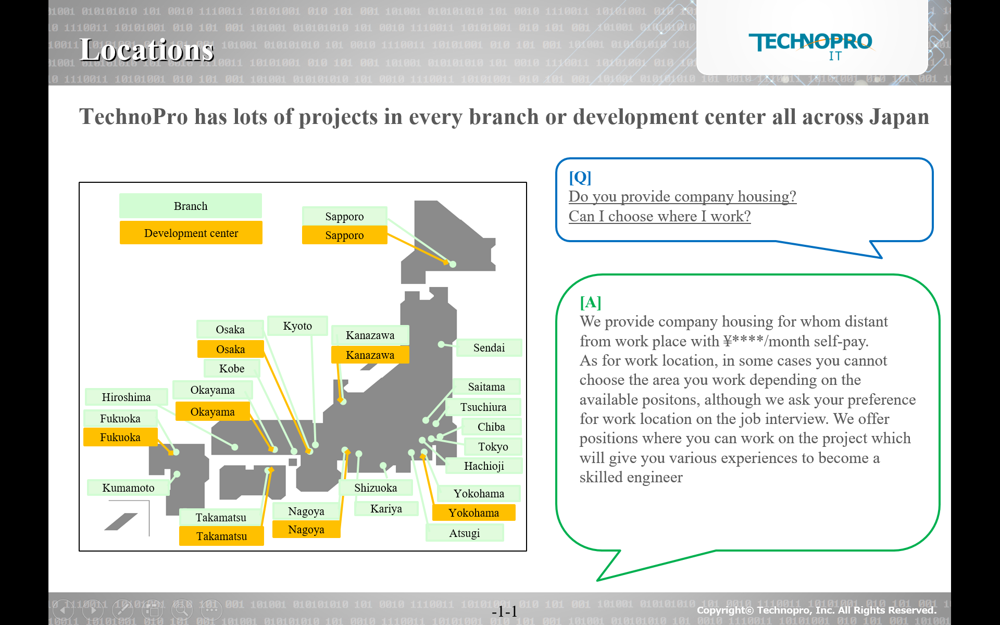 Locations
TECHNOPRO
IT
TechnoPro has lots of projects in every branch or development center all across Japan
Branch
Development center
Sapporo
Sapporo
Osaka
Osaka
Kobe
Kyoto
Kanazawa
Kanazawa
Sendai
Okayama
Okayama
Hiroshima
Fukuoka
Fukuoka
Saitama
Tsuchiura
Chiba
Tokyo
Hachioji
Kumamoto
Shizuoka
Kariya
Yokohama
Yokohama
Takamatsu
Takamatsu
Nagoya
Nagoya
Atsugi
[Q]
Do you provide company housing?
Can I choose where I work?
[A]
We provide company housing for whom distant
from work place with ¥****/month self-pay.
As for work location, in some cases you cannot
choose the area you work depending on the
available positons, although we ask your preference
for work location on the job interview. We offer
positions where you can work on the project which
will give you various experiences to become a
skilled engineer
-1-1
Copyright© Technopro, Inc. All Rights Reserved.